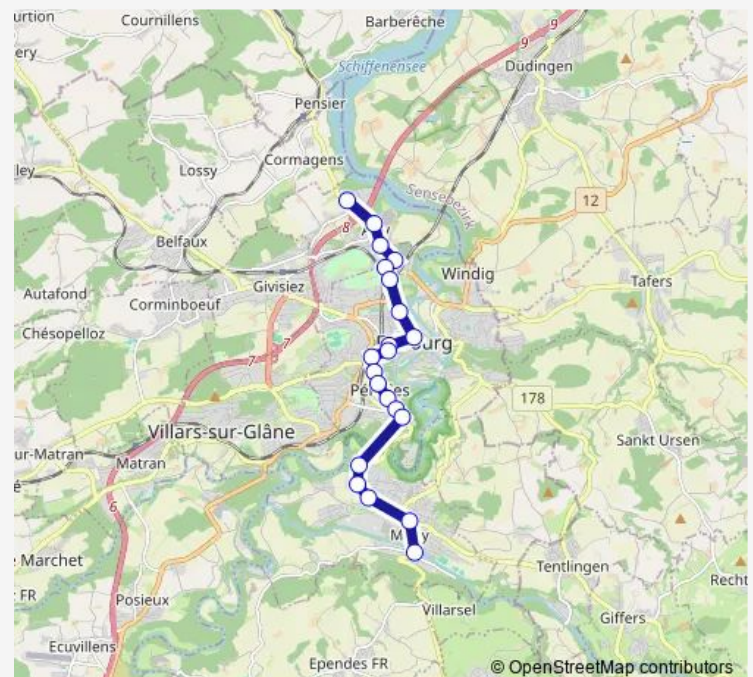 urtion
Cournillens
Barberêche
ery
Schiffenensee
9
9
Düdingen
Pensier
Cormagens
lley
Lossy
Sensebezirk
12
8
Belfaux
Windig
Tafers
Autafond
Givisiez
Corminboeuf
Chésopelloz
7
7
178
Villars-sur-Glâne
ur-Matran
Matran
Sankt Ursen
é
6
e Marchet
: FR
Posieux
Tentlingen
Recht
Villarsel
Giffers
Ecuvillens
Ependes FR
© OpenStreetMap contributors